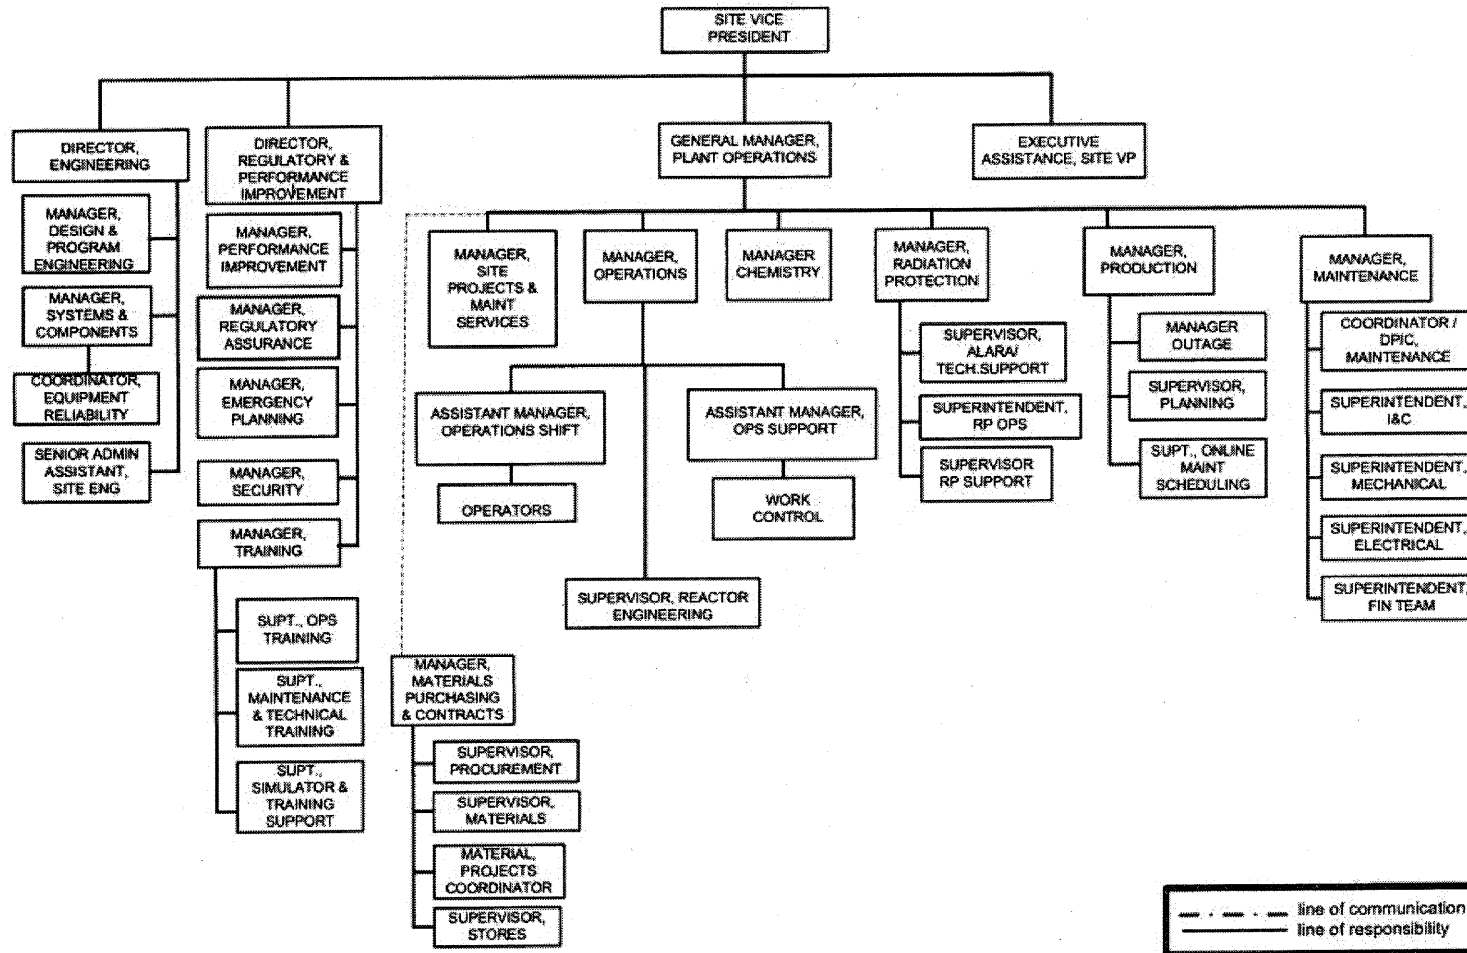 SITE VICE
PRESIDENT
DIRECTOR,
ENGINEERING
DIRECTOR,
REGULATORY &
PERFORMANCE
IMPROVEMENT
GENERAL MANAGER,
PLANT OPERATIONS
EXECUTIVE
ASSISTANCE, SITE VP
MANAGER,
DESIGN &
PROGRAM
ENGINEERING
MANAGER,
SYSTEMS &
COMPONENTS
COORDINATOR,
EQUIPMENT
RELIABILITY
SENIOR ADMIN
ASSISTANT,
SITE ENG
MANAGER,
PERFORMANCE
IMPROVEMENT
MANAGER,
REGULATORY
ASSURANCE
MANAGER,
EMERGENCY
PLANNING
MANAGER,
SECURITY
MANAGER,
TRAINING
SUPT., OPS
TRAINING
SUPT.,
MAINTENANCE
& TECHNICAL
TRAINING
SUPT.,
SIMULATOR &
TRAINING
SUPPORT
MANAGER,
SITE
PROJECTS &
MAINT
SERVICES
MANAGER,
OPERATIONS
MANAGER
CHEMISTRY
MANAGER,
RADIATION
PROTECTION
MANAGER,
PRODUCTION
MANAGER,
MAINTENANCE
ASSISTANT MANAGER,
OPERATIONS SHIFT
OPERATORS
ASSISTANT MANAGER,
OPS SUPPORT
WORK
CONTROL
SUPERVISOR, REACTOR
ENGINEERING
SUPERVISOR,
ALARA/
TECH.SUPPORT
SUPERINTENDENT,
RP OPS
SUPERVISOR
RP SUPPORT
MANAGER
OUTAGE
SUPERVISOR,
PLANNING
SUPT., ONLINE
MAINT
SCHEDULING
COORDINATOR /
DPIC,
MAINTENANCE
SUPERINTENDENT,
I&C
SUPERINTENDENT,
MECHANICAL
SUPERINTENDENT,
ELECTRICAL
SUPERINTENDENT,
FIN TEAM
MANAGER,
MATERIALS
PURCHASING
& CONTRACTS
SUPERVISOR,
PROCUREMENT
SUPERVISOR,
MATERIALS
MATERIAL,
PROJECTS
COORDINATOR
SUPERVISOR,
STORES
line of communication
line of responsibility